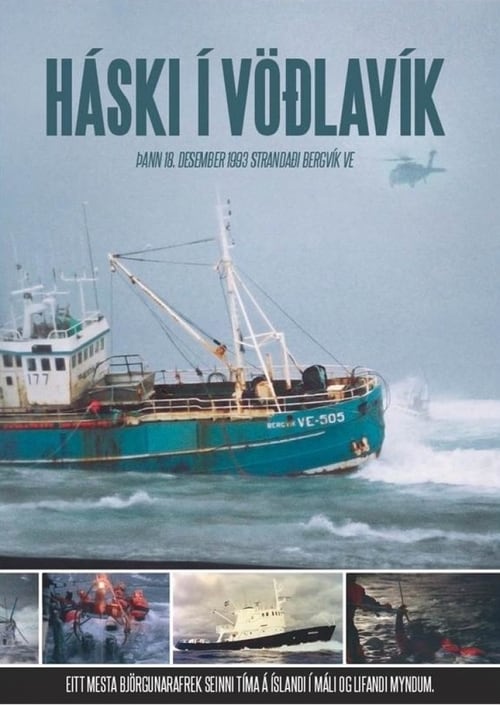 HÁSKI Í VÖÐLAVÍK
ÞANN 18. DESEMBER 1993 STRANDAÐI BERGVÍK VE
177
BERGVÍK VE-505
EITT MESTA BJÖRGUNARAFREK SEINNI TÍMA Á ÍSLANDI Í MÁLI OG LIFANDI MYNDUM.